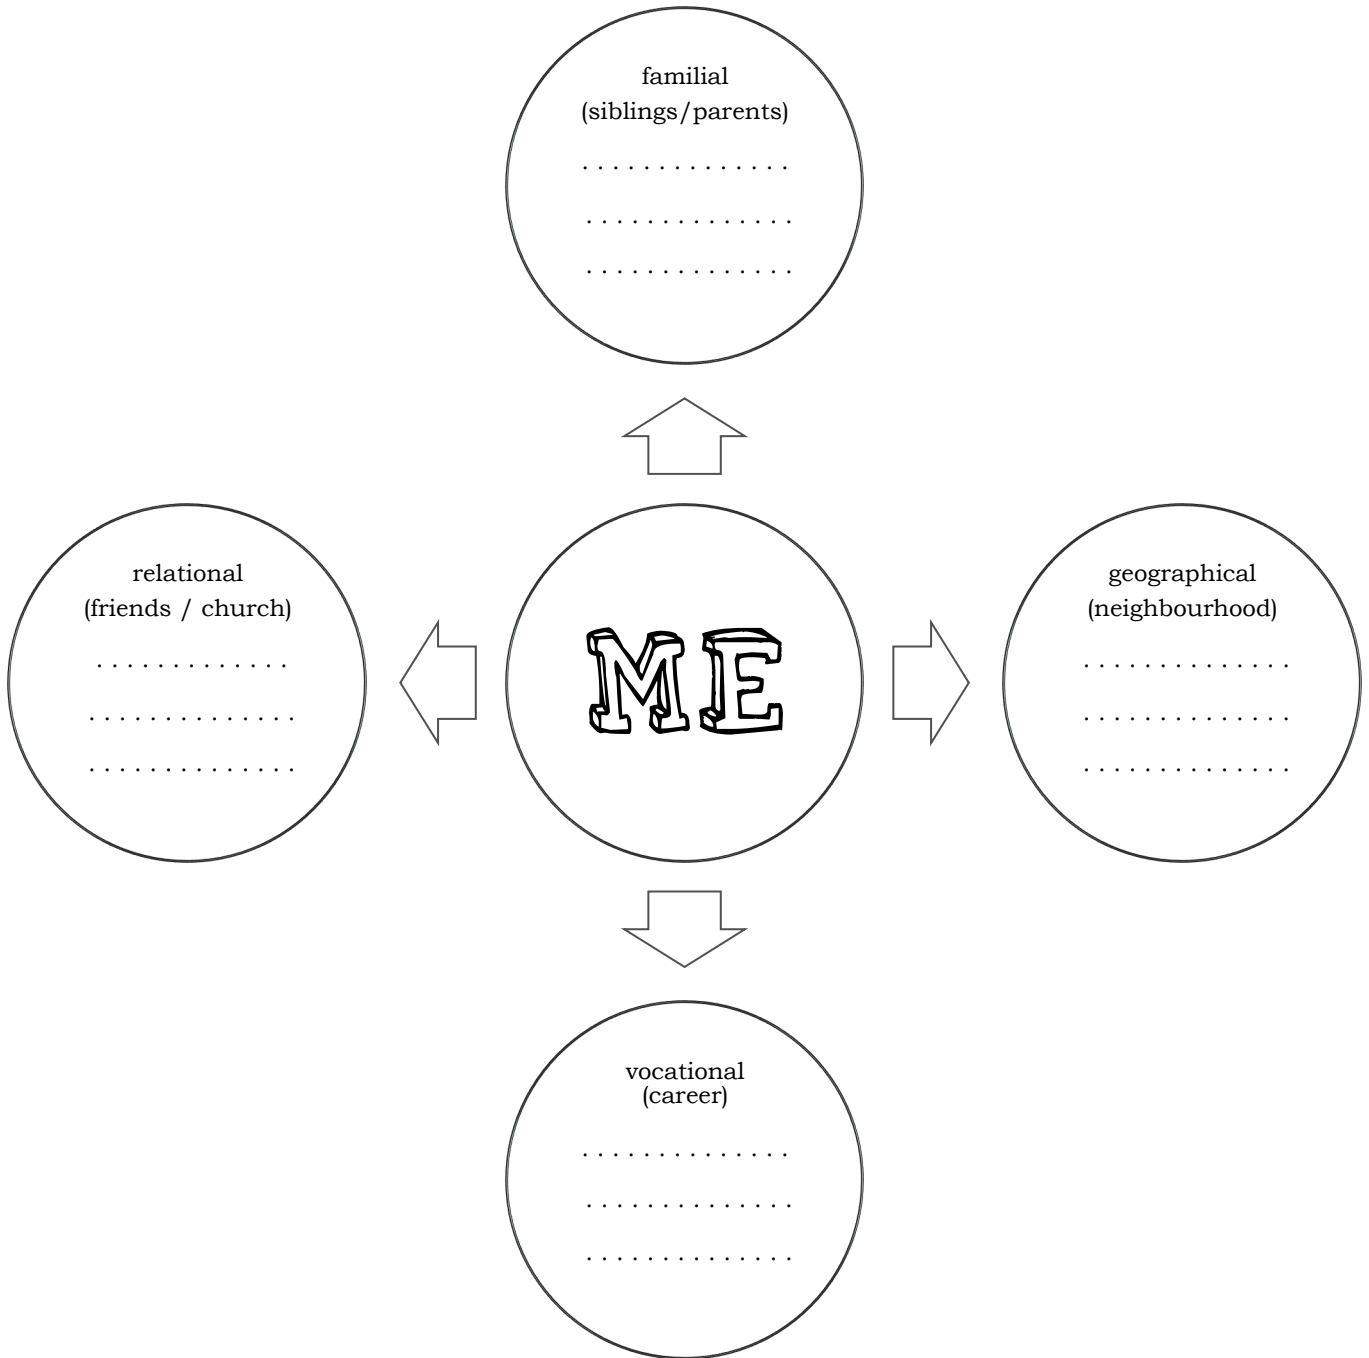 familial
(siblings/parents)
. . . . . . . . . . . . . .
. . . . . . . . . . . . . .
. . . . . . . . . . . . . .
relational
(friends / church)
. . . . . . . . . . . . .
. . . . . . . . . . . . . .
. . . . . . . . . . . . . .
ME
geographical
(neighbourhood)
. . . . . . . . . . . . . .
. . . . . . . . . . . . . .
. . . . . . . . . . . . . .
vocational
(career)
. . . . . . . . . . . . . .
. . . . . . . . . . . . . .
. . . . . . . . . . . . . .